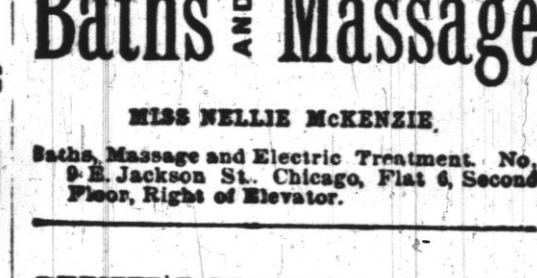 Baths AND Massage
MISS NELLIE McKENZIE.
Baths, Massage and Electric Treatment. No.
9 E. Jackson St.. Chicago, Flat 6, Second
Floor, Right of Elevator.